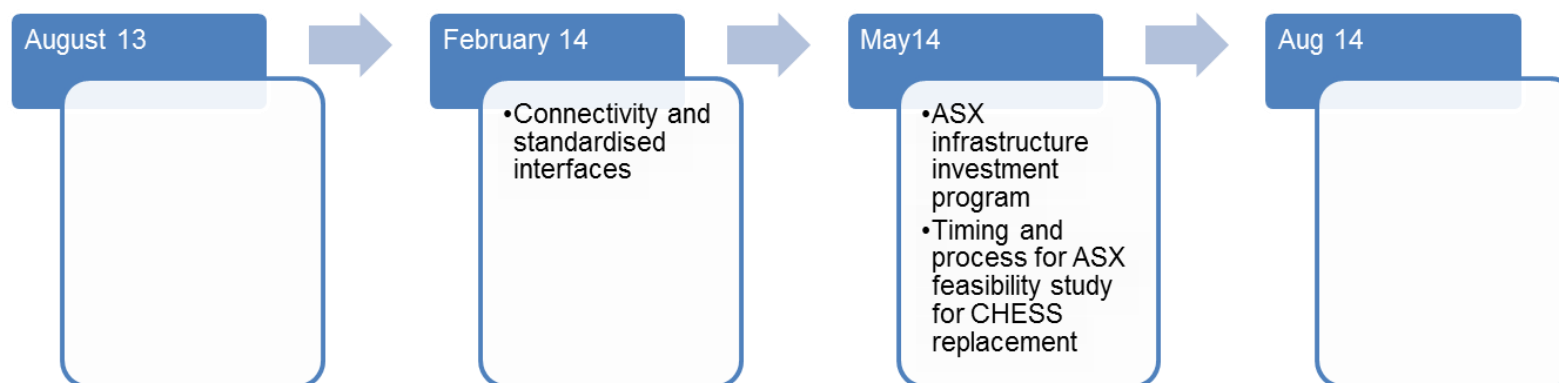 August 13
February 14
•Connectivity and
standardised
interfaces
May14
•ASX
infrastructure
investment
program
•Timing and
process for ASX
feasibility study
for CHESS
replacement
Aug 14